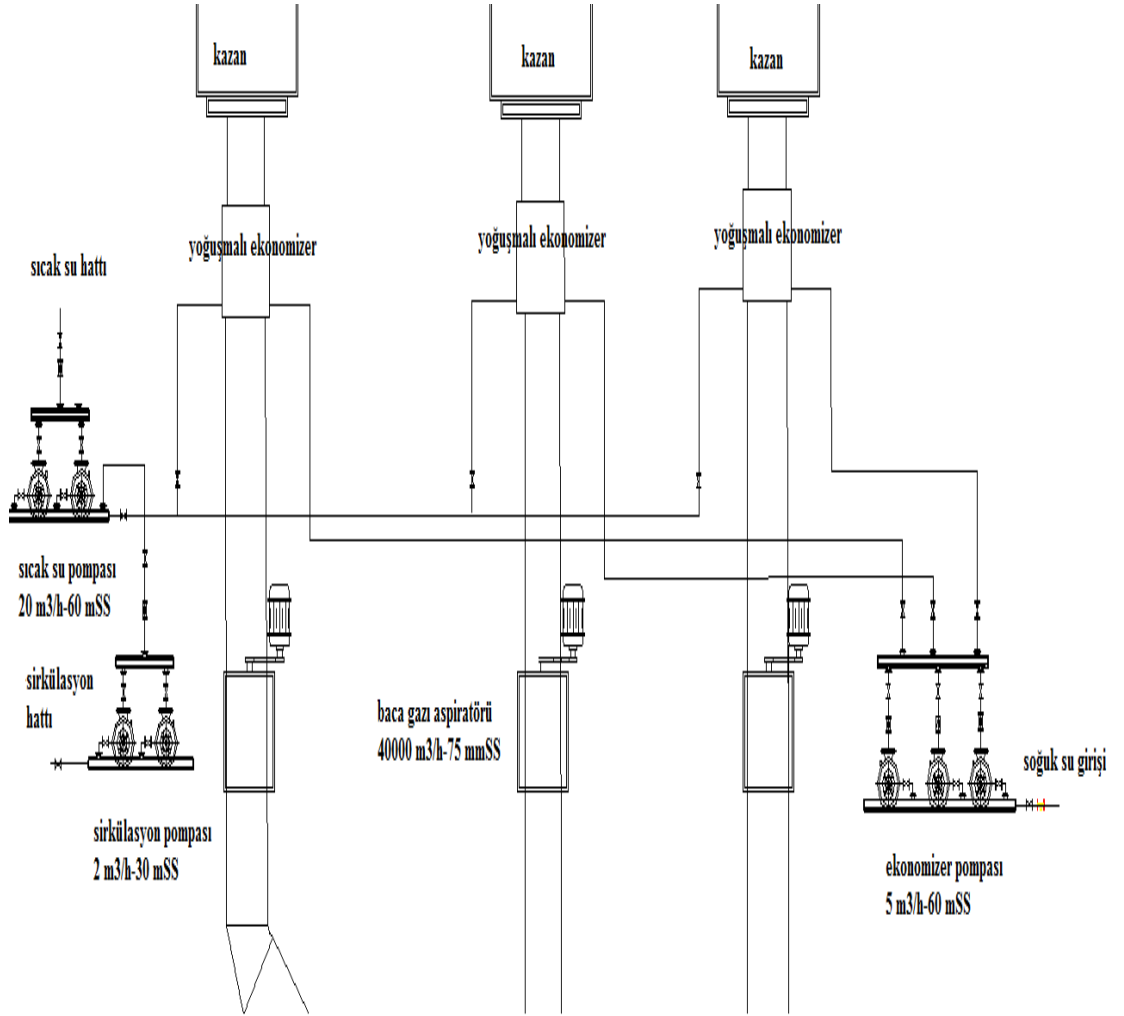 kazan
kazan
kazan
yoğuşmalı ekonomizer
yoğuşmalı ekonomizer
yoğuşmalı ekonomizer
sıcak su hattı
sıcak su pompası
20 m3/h-60 mSS
sirkülasyon
hattı
baca gazı aspiratörü
40000 m3/h-75 mmSS
soğuk su girişi
sirkülasyon pompası
2 m3/h-30 mSS
ekonomizer pompası
5 m3/h-60 mSS